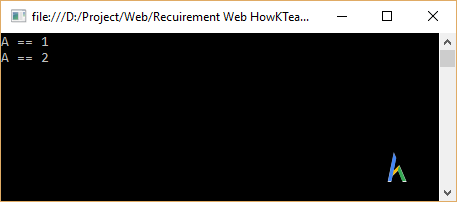 file:///D:/Project/Web/Recuirement Web HowKTea...
A == 1
A == 2